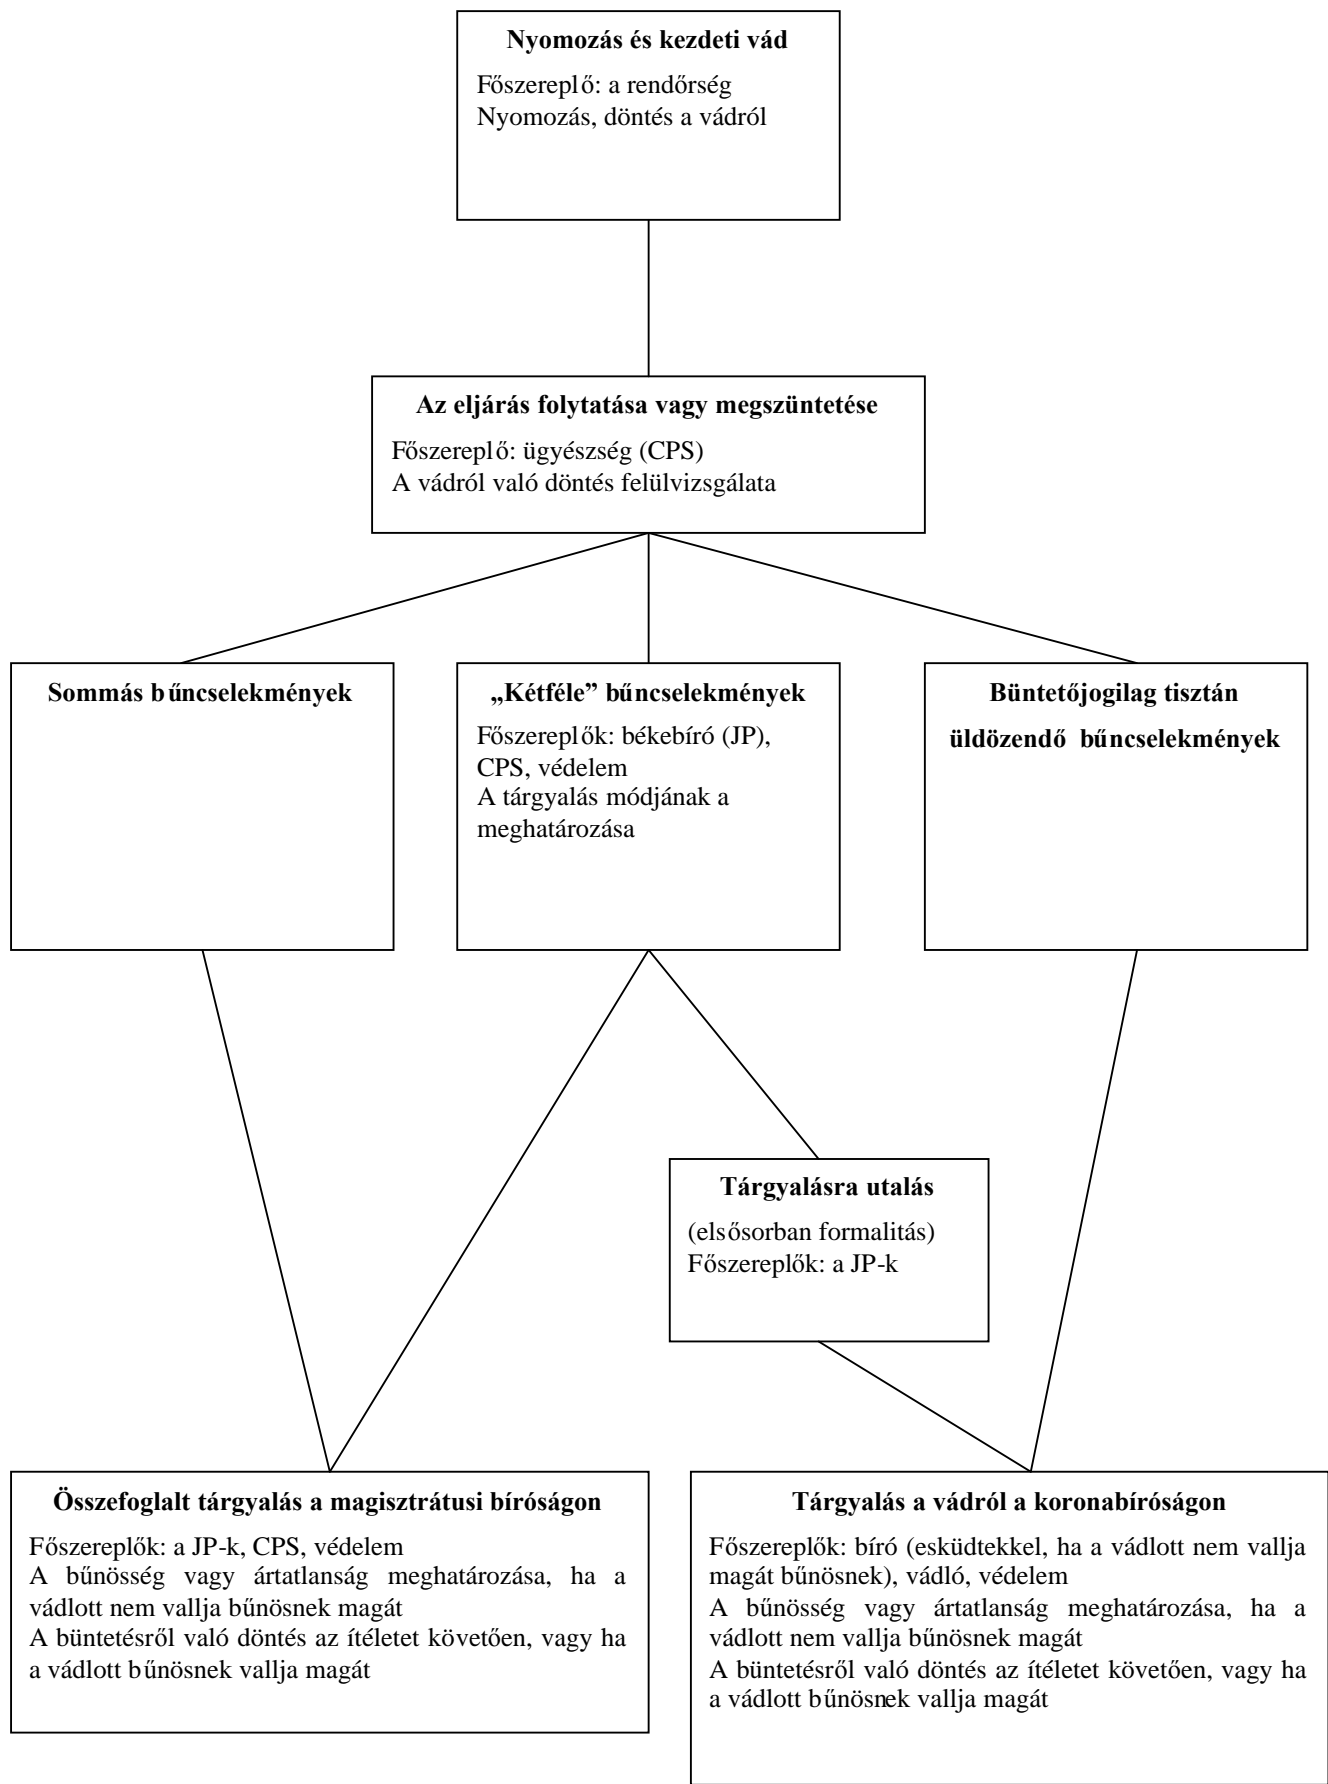 Nyomozás és kezdeti vád
Főszereplő: a rendőrség
Nyomozás, döntés a vádról
Az eljárás folytatása vagy megszüntetése
Főszereplő: ügyészség (CPS)
A vádról való döntés felülvizsgálata
Sommás bűncselekmények
„Kétféle” bűncselekmények
Főszereplők: békebíró (JP),
CPS, védelem
A tárgyalás módjának a
meghatározása
Büntetőjogilag tisztán
üldözendő bűncselekmények
Tárgyalásra utalás
(elsősorban formalitás)
Főszereplők: a JP-k
Összefoglalt tárgyalás a magisztrátusi bíróságon
Főszereplők: a JP-k, CPS, védelem
A bűnösség vagy ártatlanság meghatározása, ha a
vádlott nem vallja bűnösnek magát
A büntetésről való döntés az ítéletet követően, vagy ha
a vádlott bűnösnek vallja magát
Tárgyalás a vádról a koronabíróságon
Főszereplők: bíró (esküdtekkel, ha a vádlott nem vallja
magát bűnösnek), vádló, védelem
A bűnösség vagy ártatlanság meghatározása, ha a
vádlott nem vallja bűnösnek magát
A büntetésről való döntés az ítéletet követően, vagy ha
a vádlott bűnösnek vallja magát